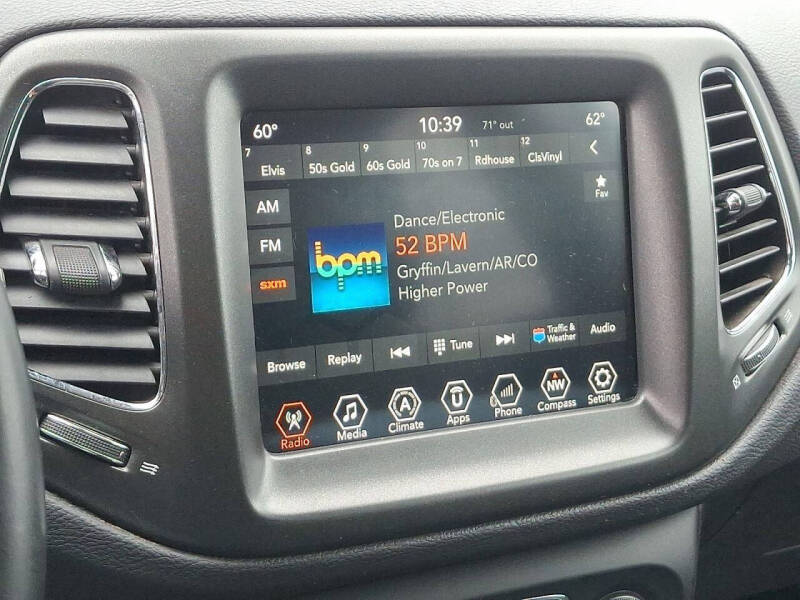 60° 10:39 71° out 62°
7 Elvis 8 50s Gold 9 60s Gold 10 70s on 7 11 Rdhouse 12 ClsVinyl
Fav
AM
FM
sxm
bpm
Dance/Electronic
52 BPM
Gryffin/Lavern/AR/CO
Higher Power
Browse Replay Tune Traffic & Weather Audio
A U NW
Radio Media Climate Apps Phone Compass Settings